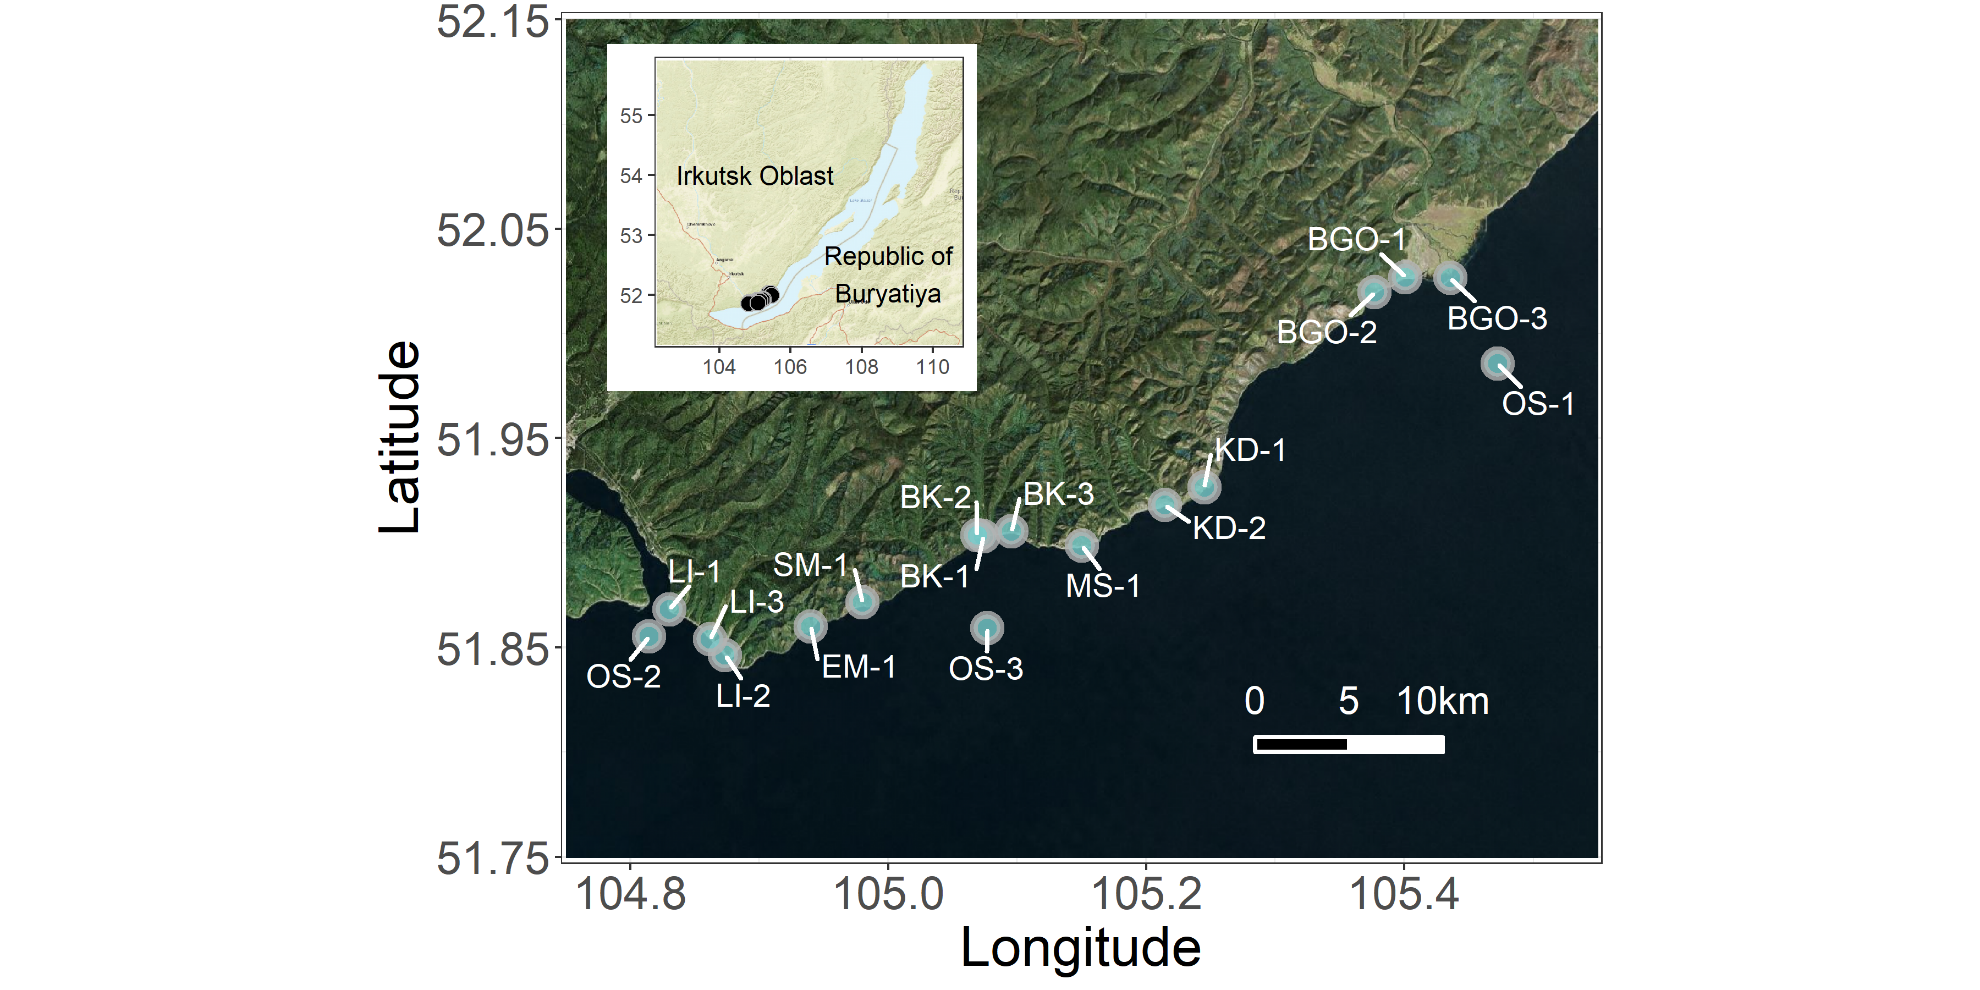 52.15
52.05
51.95
51.85
51.75
Latitude
55
54
53
52
Irkutsk Oblast
Republic of
Buryatiya
104 106 108 110
BGO-1
BGO-2
BGO-3
OS-1
KD-1
KD-2
BK-2
BK-3
BK-1
MS-1
SM-1
LI-1
LI-3
EM-1
OS-3
OS-2
LI-2
0 5 10km
104.8 105.0 105.2 105.4
Longitude